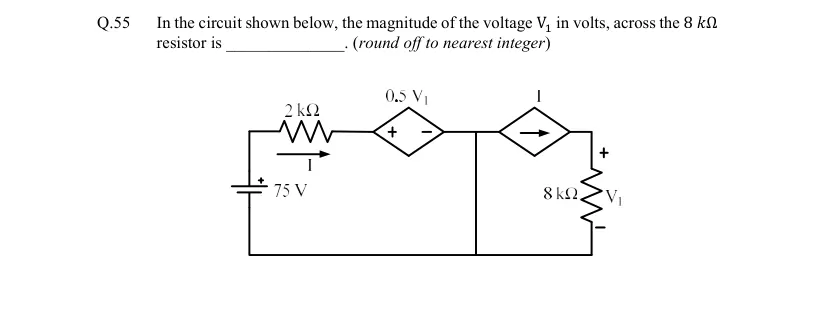 Q.55 In the circuit shown below, the magnitude of the voltage V₁ in volts, across the 8 kΩ
resistor is _______________. (round off to nearest integer)
0.5 V₁
I
2 kΩ
+ −
I
+
+
75 V
8 kΩ
V₁
−